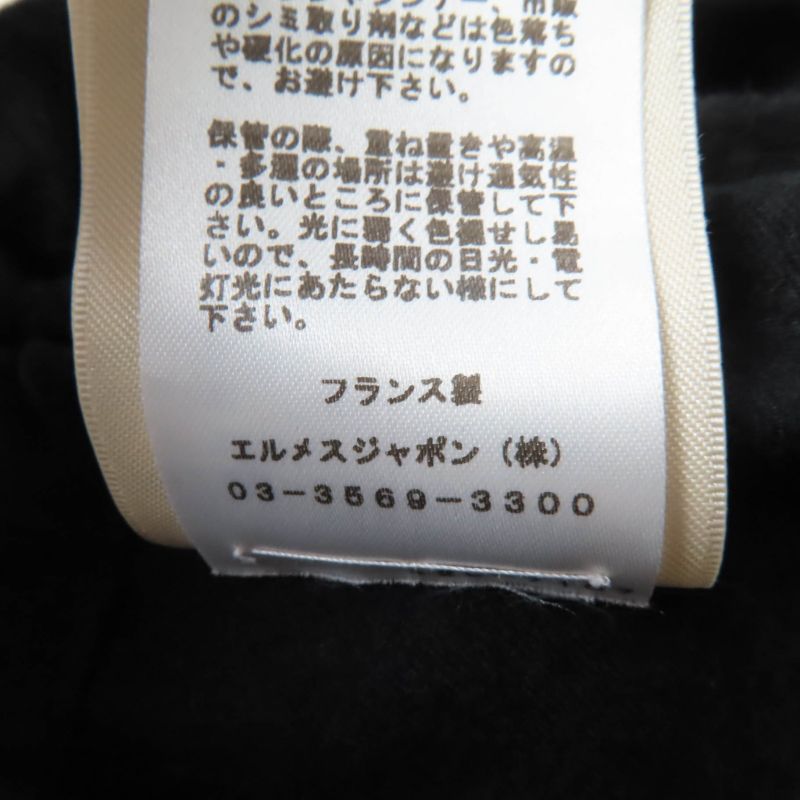 のシミ取り剤などは色落ち
や硬化の原因になりますの
で、お避け下さい。
保管の際、重ね置きや高温
・多湿の場所は避け通気性
の良いところに保管して下
さい。光に弱く色褪せし易
いので、長時間の日光・電
灯光にあたらない様にして
下さい。
フランス製
エルメスジャポン（株）
03-3569-3300